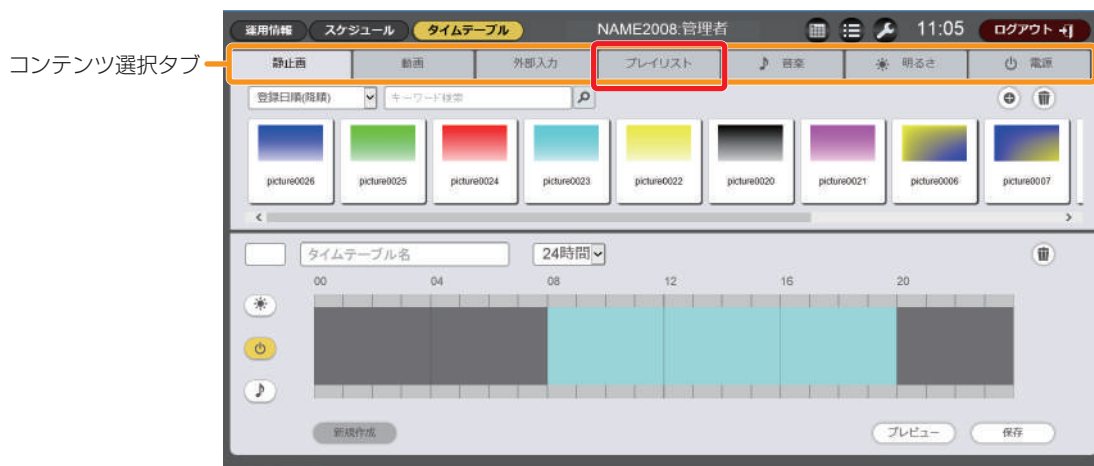 運用情報 スケジュール タイムテーブル NAME2008:管理者 11:05 ログアウト
コンテンツ選択タブ
静止画 動画 外部入力 プレイリスト 音楽 明るさ 電源
登録日順(降順) キーワード検索
picture0026 picture0025 picture0024 picture0023 picture0022 picture0020 picture0021 picture0006 picture0007
タイムテーブル名 24時間
00 04 08 12 16 20
新規作成 プレビュー 保存